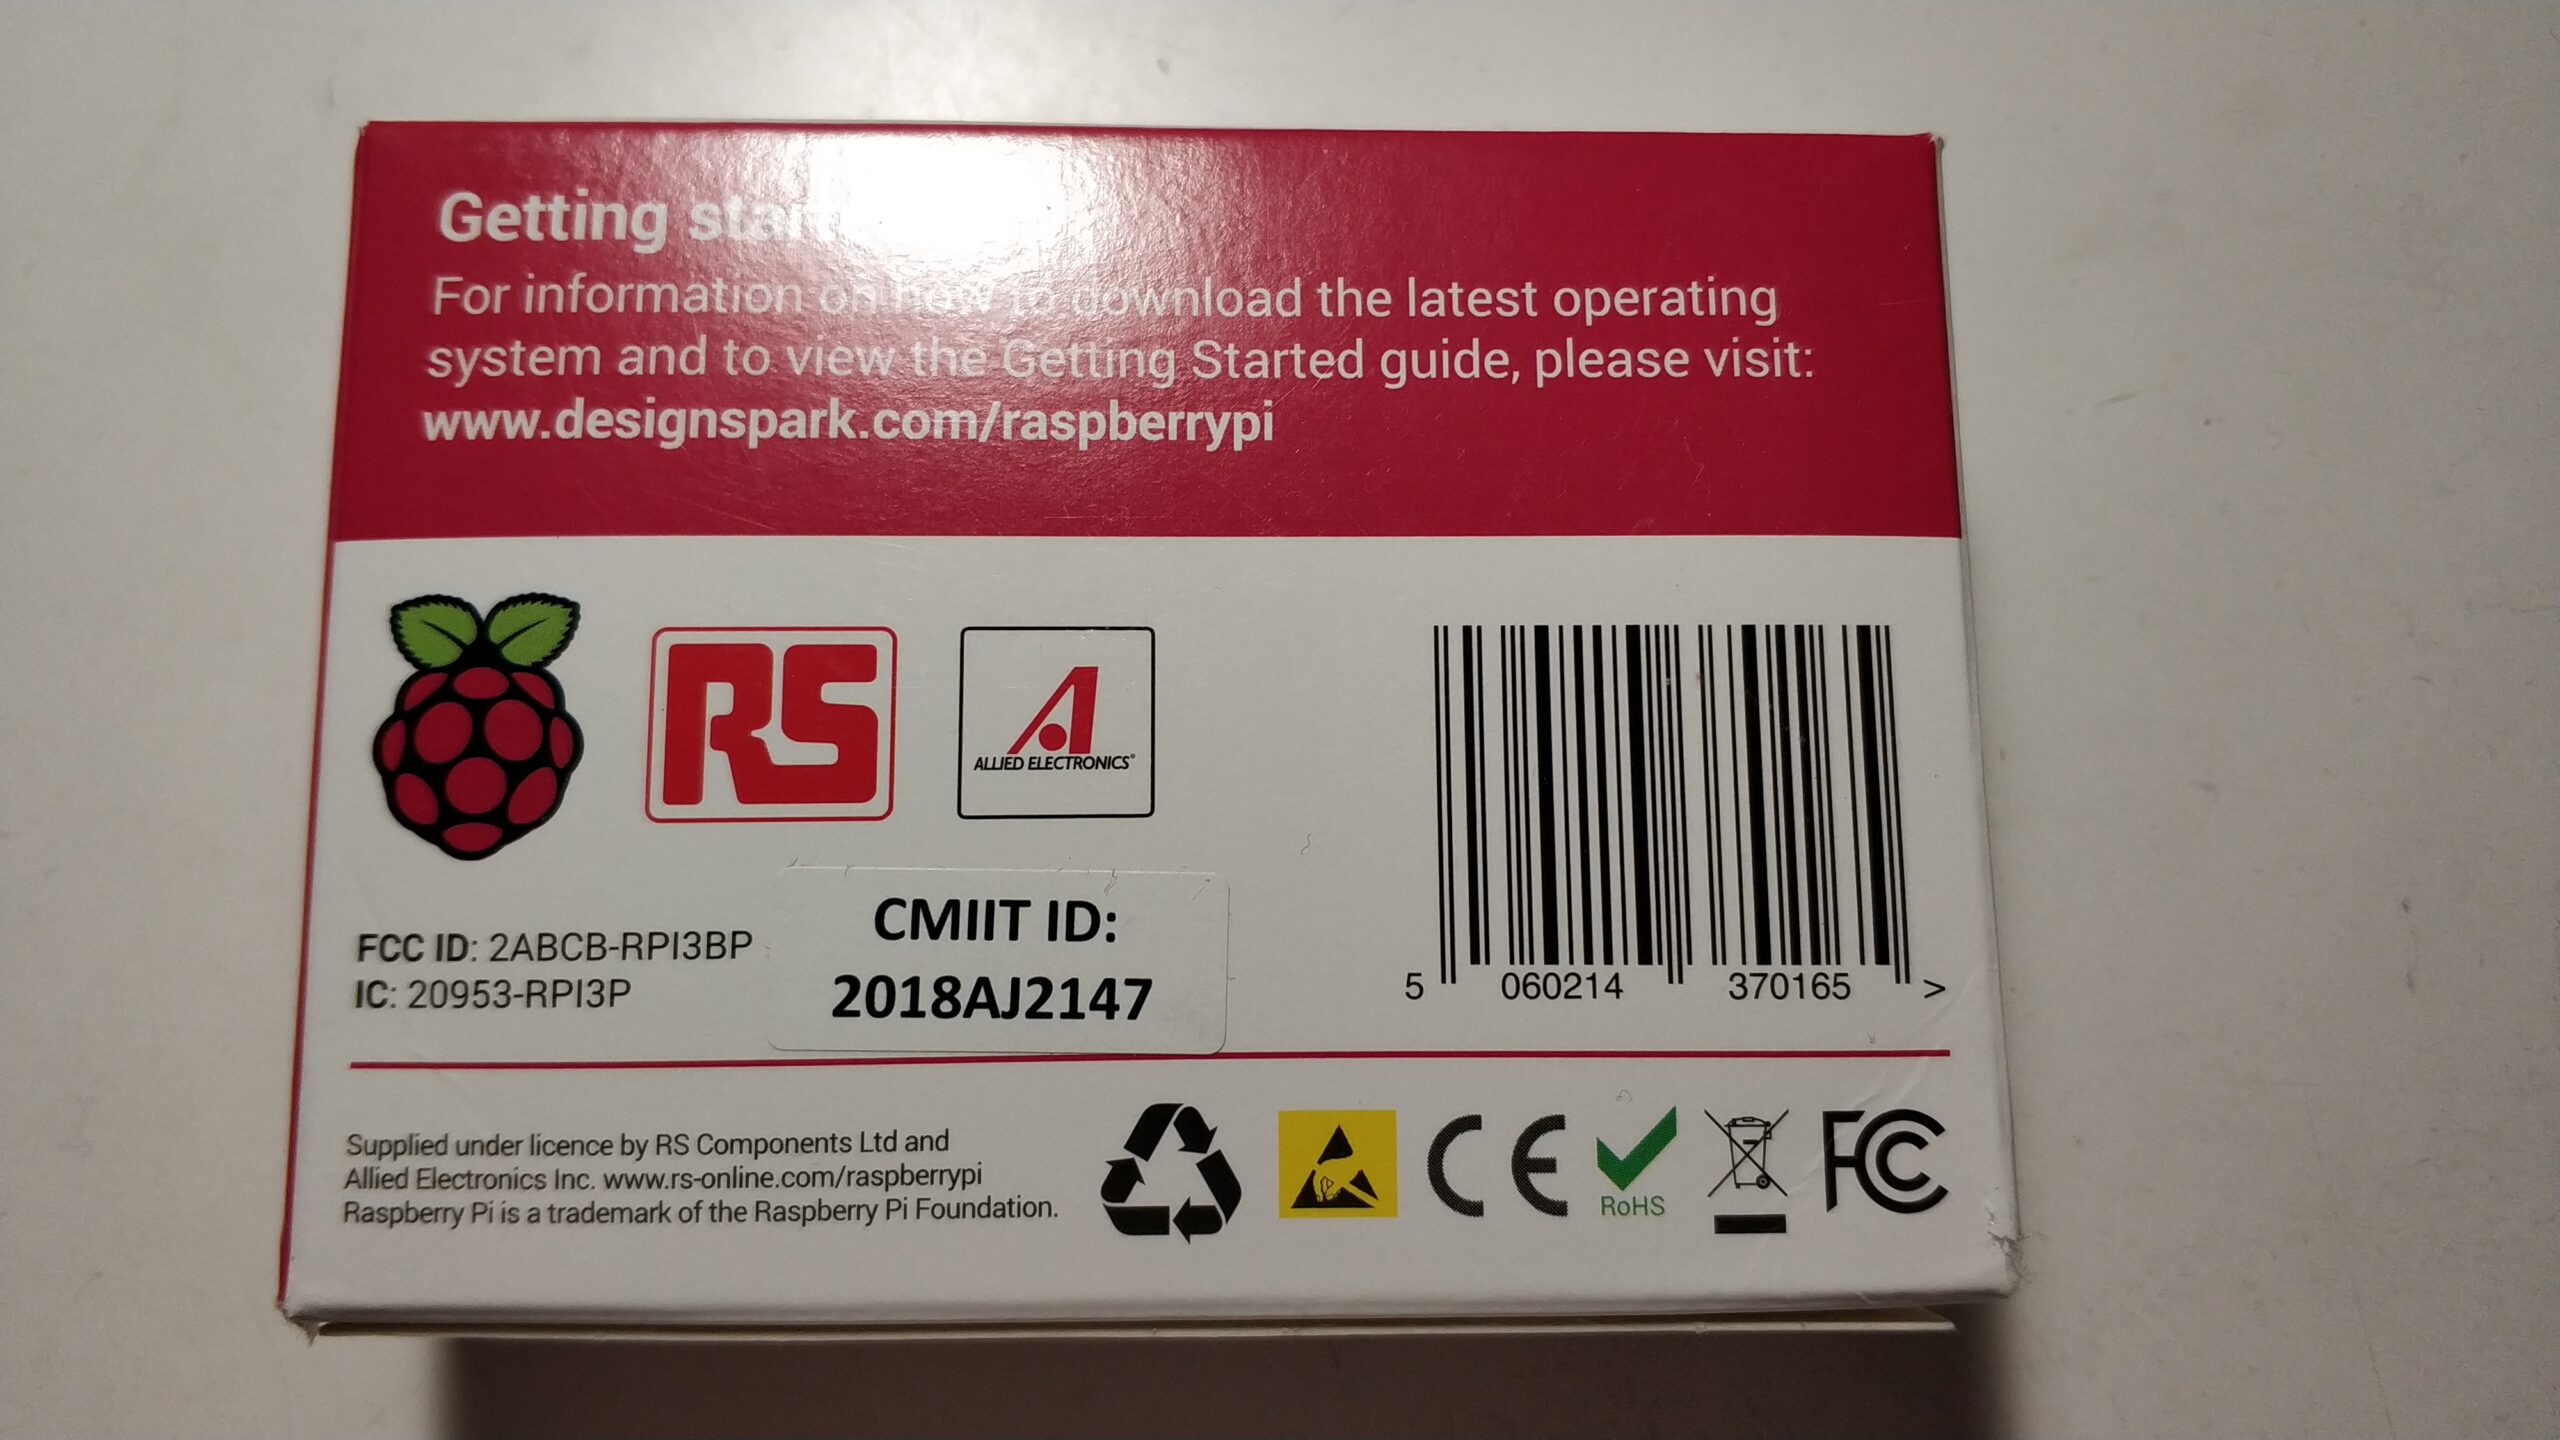 Getting
For information on how to download the latest operating
system and to view the Getting Started guide, please visit:
www.designspark.com/raspberrypi
RS
A
ALLIED ELECTRONICS®
FCC ID: 2ABCB-RPI3BP
IC: 20953-RPI3P
CMIIT ID:
2018AJ2147
5 060214 370165 >
Supplied under licence by RS Components Ltd and
Allied Electronics Inc. www.rs-online.com/raspberrypi
Raspberry Pi is a trademark of the Raspberry Pi Foundation.
CE
RoHS
FC